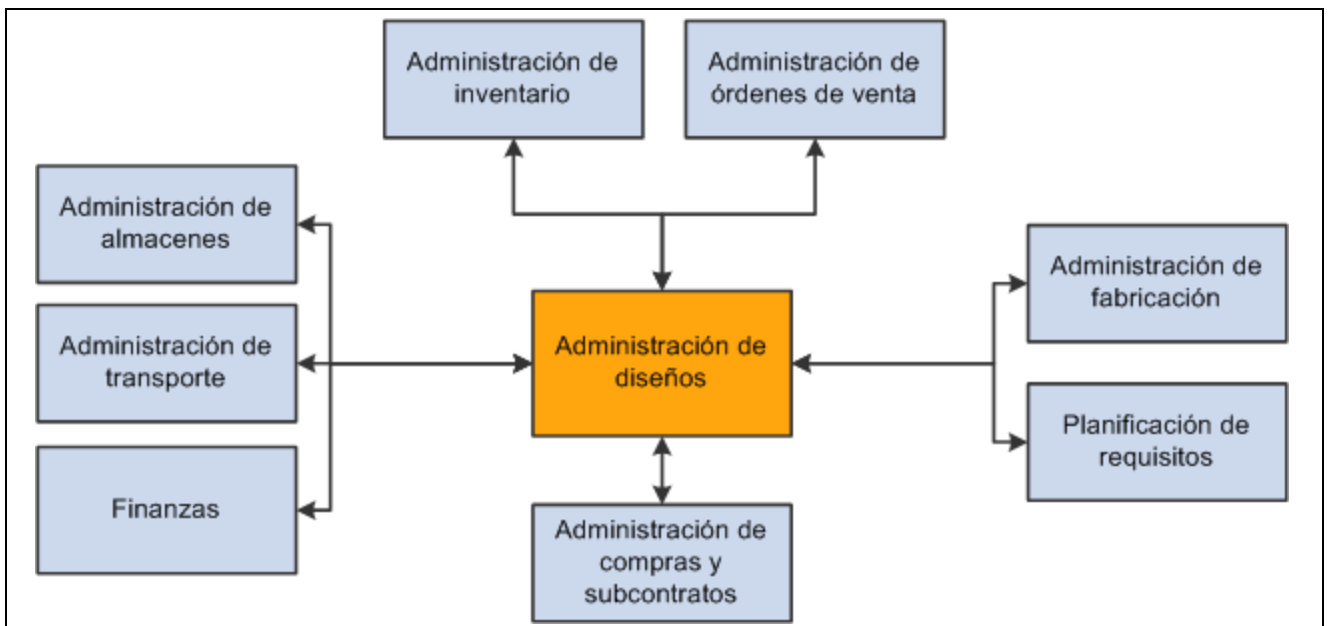 Administración de
inventario
Administración de
órdenes de venta
Administración de
almacenes
Administración de
transporte
Finanzas
Administración de
diseños
Administración de
compras y
subcontratos
Administración de
fabricación
Planificación de
requisitos